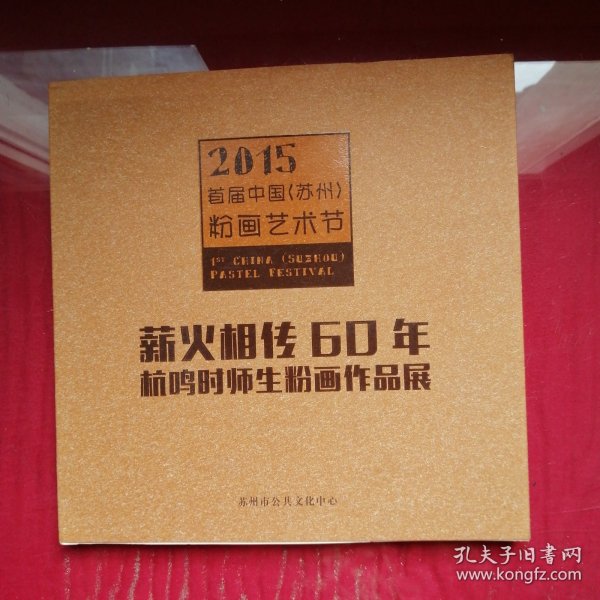 2015
首届中国（苏州）
粉画艺术节
1ST CHINA (SUZHOU)
PASTEL FESTIVAL
薪火相传60年
杭鸣时师生粉画作品展
苏州市公共文化中心
孔夫子旧书网
www.kongfz.com